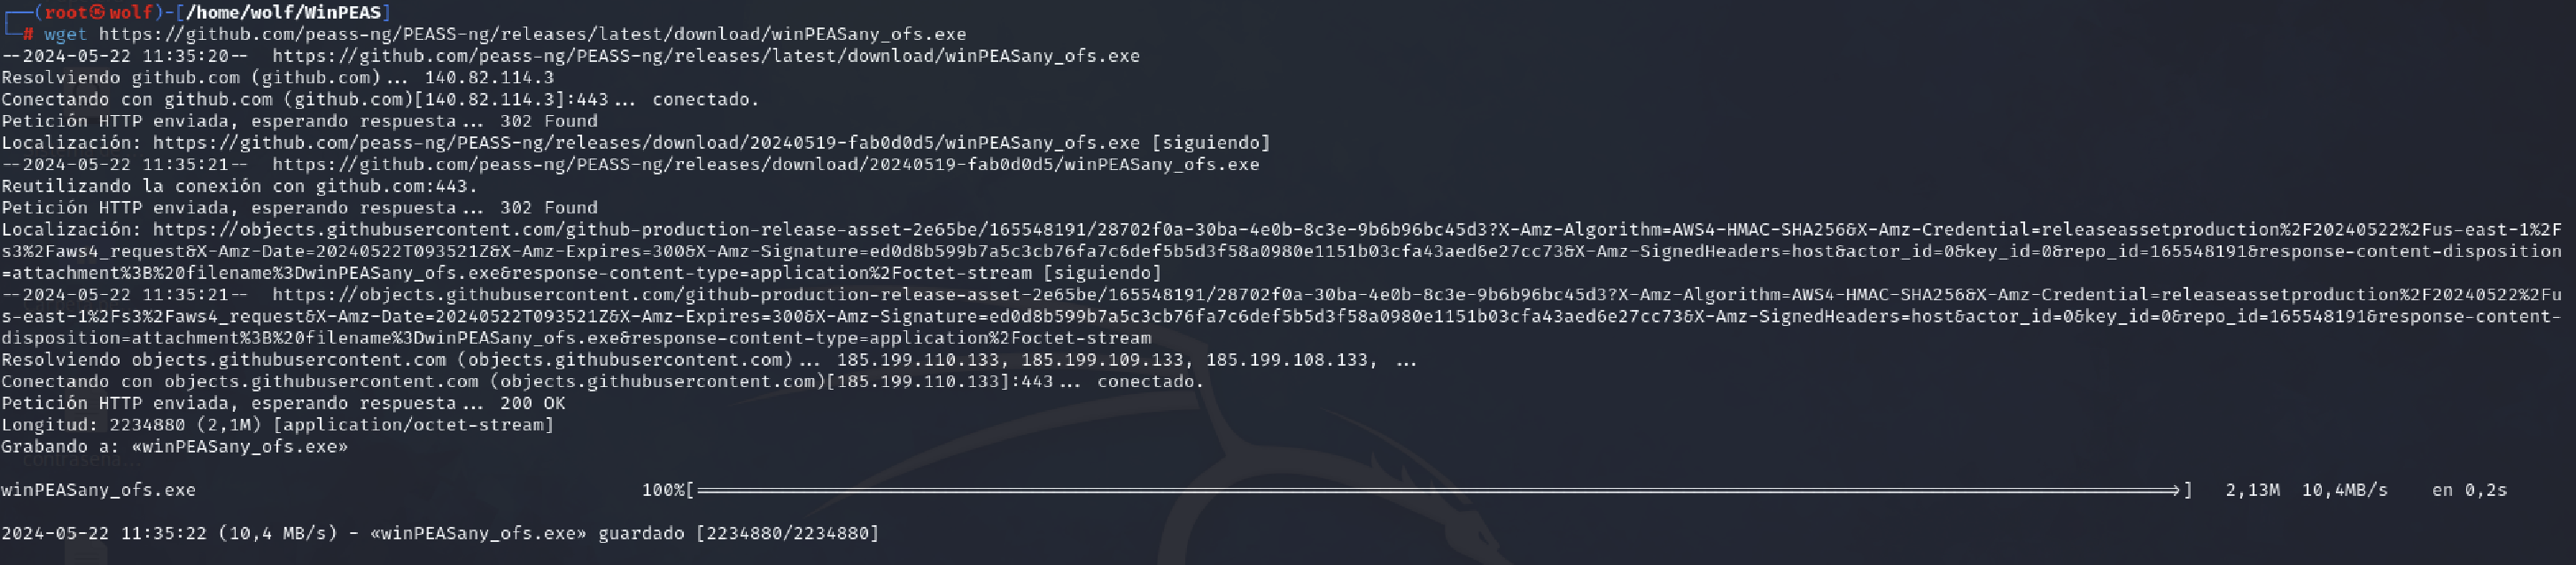 ┌──(root㉿wolf)-[/home/wolf/WinPEAS]
└─# wget https://github.com/peass-ng/PEASS-ng/releases/latest/download/winPEASany_ofs.exe
--2024-05-22 11:35:20--  https://github.com/peass-ng/PEASS-ng/releases/latest/download/winPEASany_ofs.exe
Resolviendo github.com (github.com)... 140.82.114.3
Conectando con github.com (github.com)[140.82.114.3]:443... conectado.
Petición HTTP enviada, esperando respuesta... 302 Found
Localización: https://github.com/peass-ng/PEASS-ng/releases/download/20240519-fab0d0d5/winPEASany_ofs.exe [siguiendo]
--2024-05-22 11:35:21--  https://github.com/peass-ng/PEASS-ng/releases/download/20240519-fab0d0d5/winPEASany_ofs.exe
Reutilizando la conexión con github.com:443.
Petición HTTP enviada, esperando respuesta... 302 Found
Localización: https://objects.githubusercontent.com/github-production-release-asset-2e65be/165548191/28702f0a-30ba-4e0b-8c3e-9b6b96bc45d3?X-Amz-Algorithm=AWS4-HMAC-SHA256&X-Amz-Credential=releaseassetproduction%2F20240522%2Fus-east-1%2F
s3%2Faws4_request&X-Amz-Date=20240522T093521Z&X-Amz-Expires=300&X-Amz-Signature=ed0d8b599b7a5c3cb76fa7c6def5b5d3f58a0980e1151b03cfa43aed6e27cc73&X-Amz-SignedHeaders=host&actor_id=0&key_id=0&repo_id=165548191&response-content-disposition
=attachment%3B%20filename%3DwinPEASany_ofs.exe&response-content-type=application%2Foctet-stream [siguiendo]
--2024-05-22 11:35:21--  https://objects.githubusercontent.com/github-production-release-asset-2e65be/165548191/28702f0a-30ba-4e0b-8c3e-9b6b96bc45d3?X-Amz-Algorithm=AWS4-HMAC-SHA256&X-Amz-Credential=releaseassetproduction%2F20240522%2Fu
s-east-1%2Fs3%2Faws4_request&X-Amz-Date=20240522T093521Z&X-Amz-Expires=300&X-Amz-Signature=ed0d8b599b7a5c3cb76fa7c6def5b5d3f58a0980e1151b03cfa43aed6e27cc73&X-Amz-SignedHeaders=host&actor_id=0&key_id=0&repo_id=165548191&response-content-
disposition=attachment%3B%20filename%3DwinPEASany_ofs.exe&response-content-type=application%2Foctet-stream
Resolviendo objects.githubusercontent.com (objects.githubusercontent.com)... 185.199.110.133, 185.199.109.133, 185.199.108.133, ...
Conectando con objects.githubusercontent.com (objects.githubusercontent.com)[185.199.110.133]:443... conectado.
Petición HTTP enviada, esperando respuesta... 200 OK
Longitud: 2234880 (2,1M) [application/octet-stream]
Grabando a: «winPEASany_ofs.exe»
winPEASany_ofs.exe 100%[===================>] 2,13M 10,4MB/s en 0,2s
2024-05-22 11:35:22 (10,4 MB/s) - «winPEASany_ofs.exe» guardado [2234880/2234880]